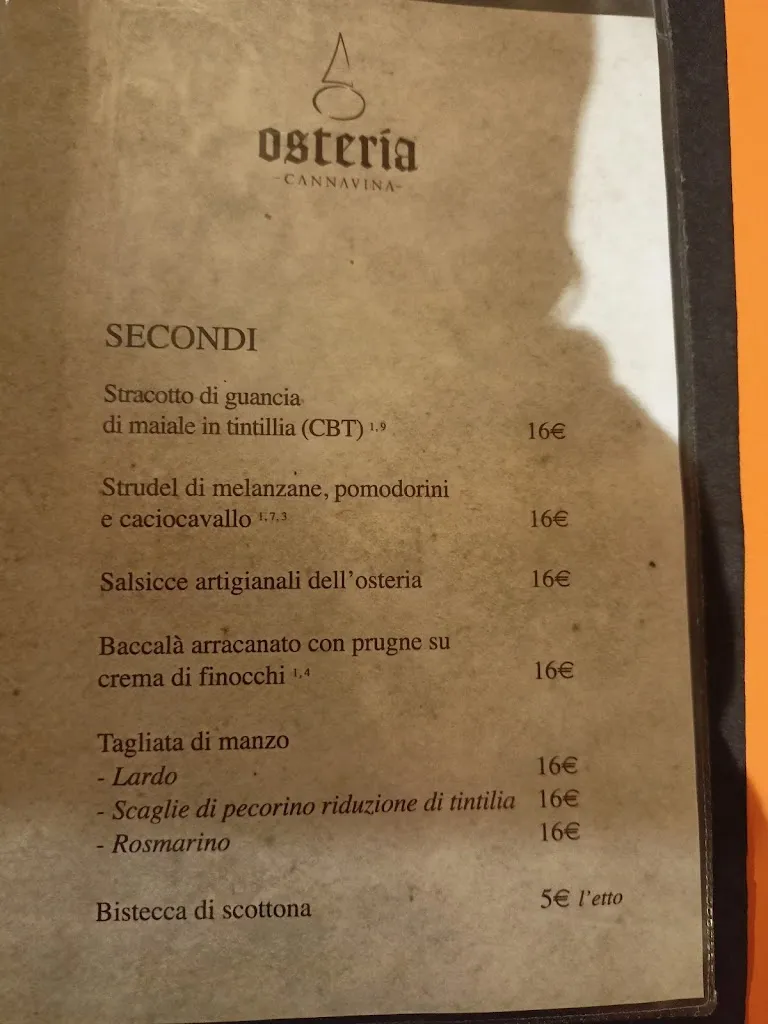 osteria
-CANNAVINA-
SECONDI
Stracotto di guancia
di maiale in tintillia (CBT) 1,9 16€
Strudel di melanzane, pomodorini
e caciocavallo 1,7,3 16€
Salsicce artigianali dell'osteria 16€
Baccalà arracanato con prugne su
crema di finocchi 1,4 16€
Tagliata di manzo
- Lardo 16€
- Scaglie di pecorino riduzione di tintilia 16€
- Rosmarino 16€
Bistecca di scottona 5€ l'etto